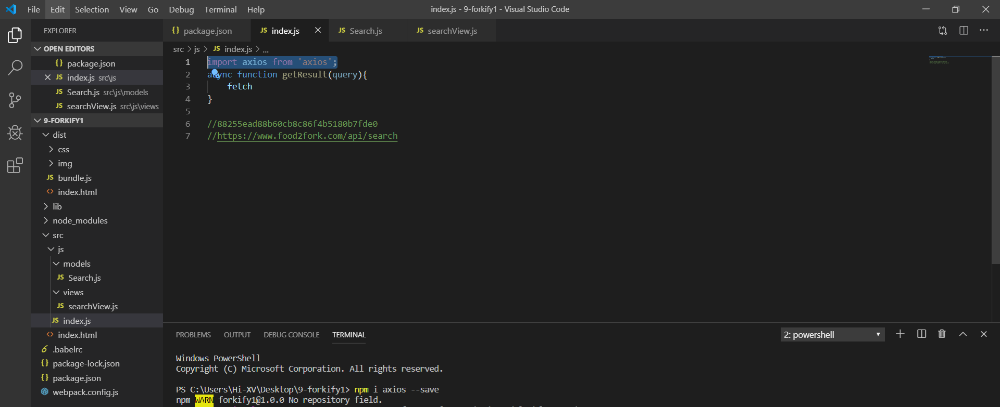 File Edit Selection View Go Debug Terminal Help
index.js - 9-forkify1 - Visual Studio Code
EXPLORER
OPEN EDITORS
{} package.json
JS index.js src\js
JS Search.js src\js\models
JS searchView.js src\js\views
9-FORKIFY1
dist
css
img
JS bundle.js
<> index.html
lib
node_modules
src
js
models
JS Search.js
views
JS searchView.js
JS index.js
<> index.html
.babelrc
{} package-lock.json
{} package.json
webpack.config.js
{} package.json JS index.js JS Search.js JS searchView.js
src > js > JS index.js > ...
1 import axios from 'axios';
2 async function getResult(query){
3 fetch
4 }
5
6 //88255ead88b60cb8c86f4b5180b7fde0
7 //https://www.food2fork.com/api/search
PROBLEMS OUTPUT DEBUG CONSOLE TERMINAL
2: powershell
Windows PowerShell
Copyright (C) Microsoft Corporation. All rights reserved.
PS C:\Users\Hi-XV\Desktop\9-forkify1> npm i axios --save
npm WARN forkify1@1.0.0 No repository field.